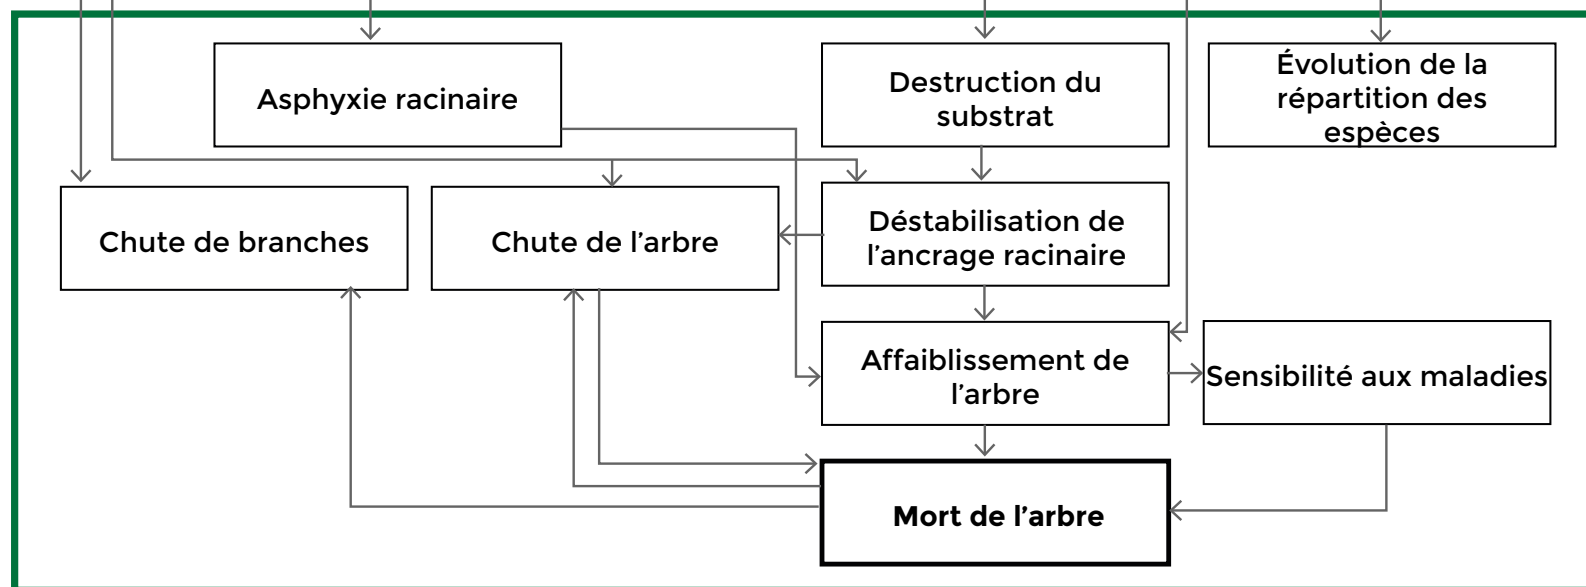 Asphyxie racinaire
Destruction du
substrat
Évolution de la
répartition des
espèces
Chute de branches
Chute de l’arbre
Déstabilisation de
l’ancrage racinaire
Affaiblissement de
l’arbre
Sensibilité aux maladies
Mort de l’arbre